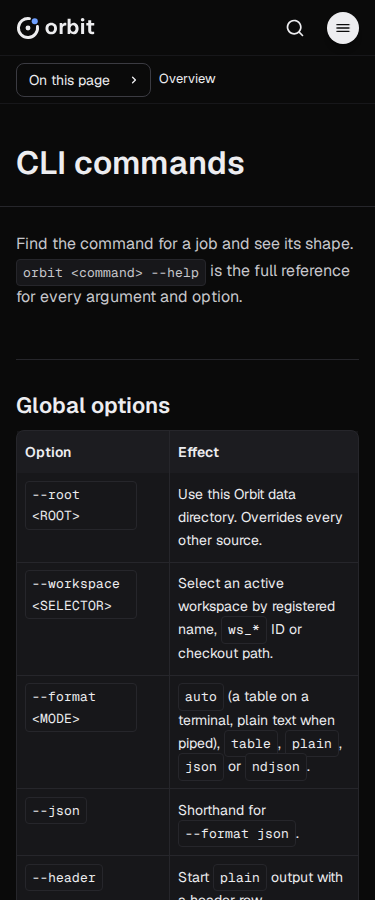 orbit
On this page
Overview
CLI commands
Find the command for a job and see its shape.
orbit <command> --help is the full reference
for every argument and option.
Global options
Option Effect
--root
<ROOT>
Use this Orbit data
directory. Overrides every
other source.
--workspace
<SELECTOR>
Select an active
workspace by registered
name, ws_* ID or
checkout path.
--format
<MODE>
auto (a table on a
terminal, plain text when
piped), table, plain,
json or ndjson.
--json
Shorthand for
--format json.
--header
Start plain output with
a header row